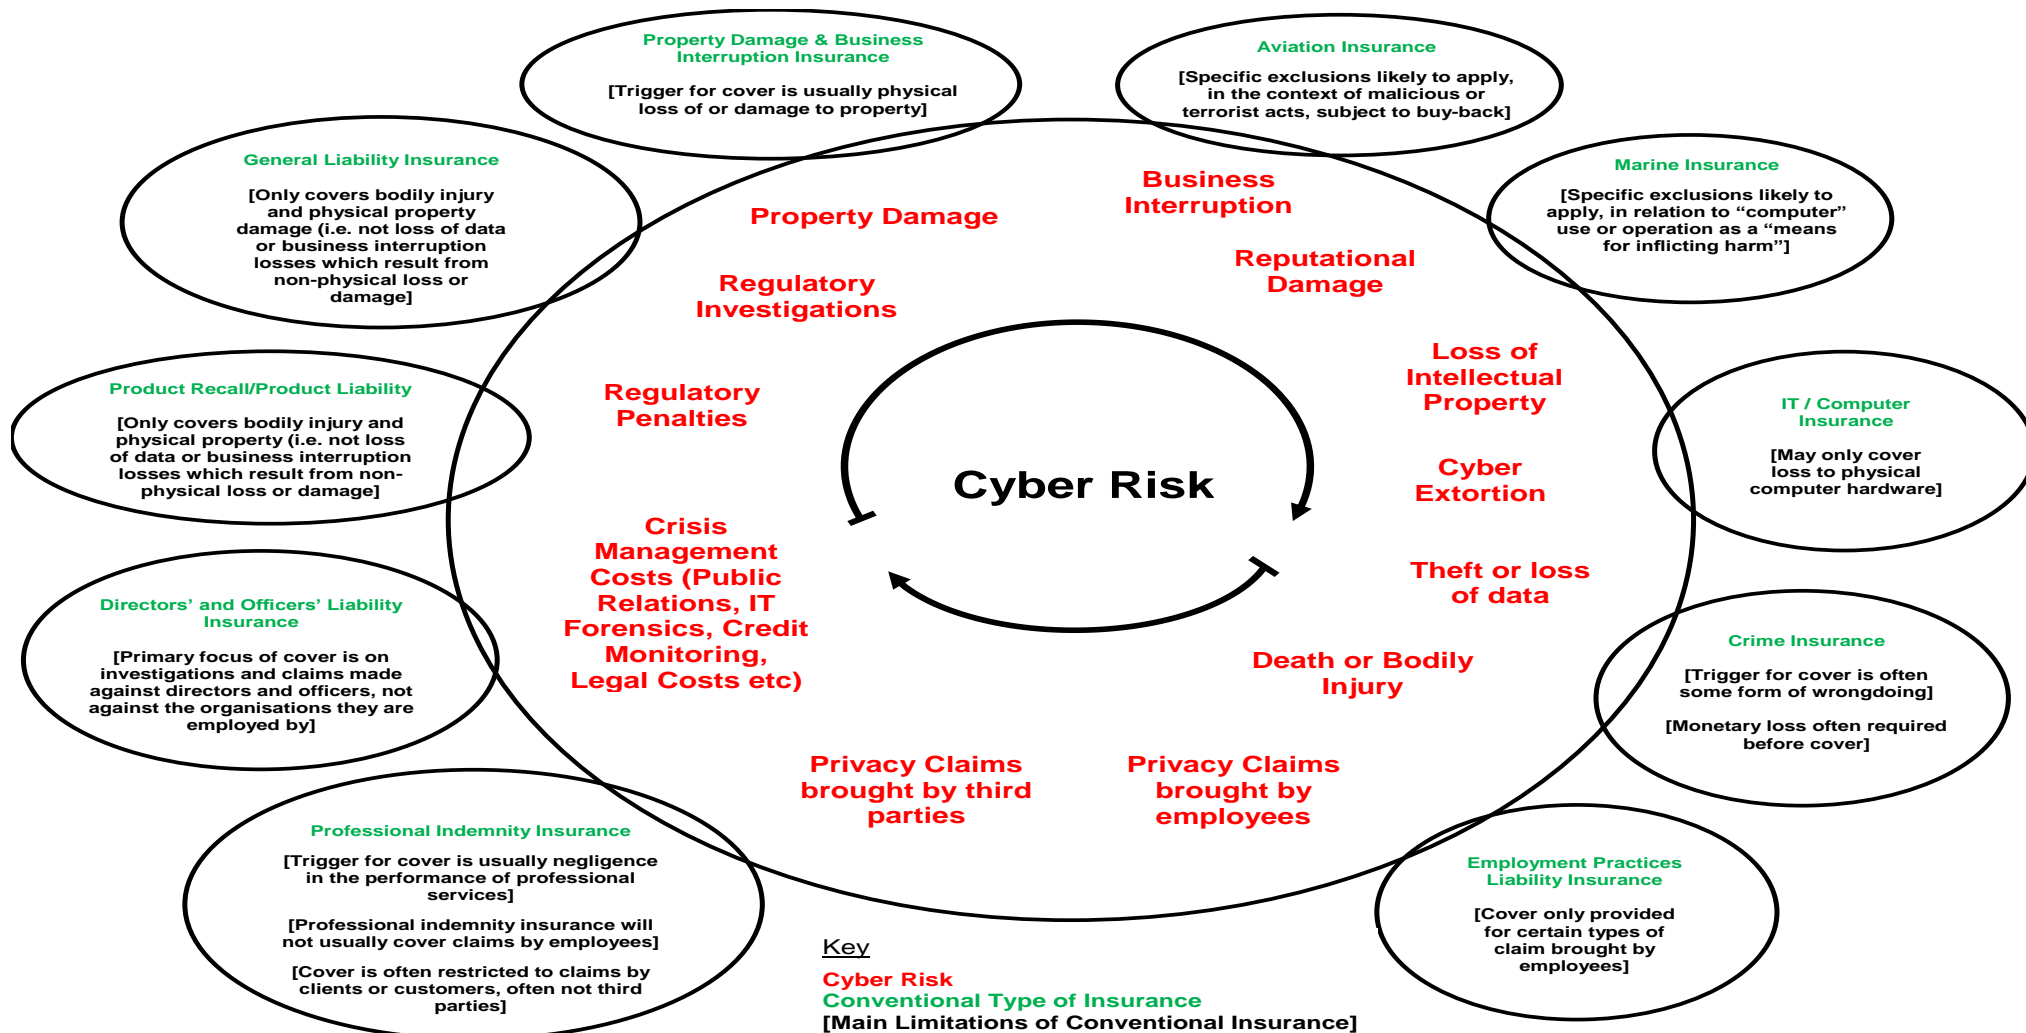 Property Damage & Business
Interruption Insurance
[Trigger for cover is usually physical
loss of or damage to property]
Aviation Insurance
[Specific exclusions likely to apply,
in the context of malicious or
terrorist acts, subject to buy-back]
General Liability Insurance
[Only covers bodily injury
and physical property
damage (i.e. not loss of data
or business interruption
losses which result from
non-physical loss or
damage]
Marine Insurance
[Specific exclusions likely to
apply, in relation to “computer”
use or operation as a “means
for inflicting harm”]
Property Damage
Business
Interruption
Regulatory
Investigations
Reputational
Damage
Product Recall/Product Liability
[Only covers bodily injury and
physical property (i.e. not loss
of data or business interruption
losses which result from non-
physical loss or damage]
Regulatory
Penalties
Loss of
Intellectual
Property
IT / Computer
Insurance
[May only cover
loss to physical
computer hardware]
Cyber Risk
Cyber
Extortion
Crisis
Management
Costs (Public
Relations, IT
Forensics, Credit
Monitoring,
Legal Costs etc)
Theft or loss
of data
Directors’ and Officers’ Liability
Insurance
[Primary focus of cover is on
investigations and claims made
against directors and officers, not
against the organisations they are
employed by]
Death or Bodily
Injury
Crime Insurance
[Trigger for cover is often
some form of wrongdoing]
[Monetary loss often required
before cover]
Privacy Claims
brought by third
parties
Privacy Claims
brought by
employees
Professional Indemnity Insurance
[Trigger for cover is usually negligence
in the performance of professional
services]
[Professional indemnity insurance will
not usually cover claims by employees]
[Cover is often restricted to claims by
clients or customers, often not third
parties]
Employment Practices
Liability Insurance
[Cover only provided
for certain types of
claim brought by
employees]
Key
Cyber Risk
Conventional Type of Insurance
[Main Limitations of Conventional Insurance]